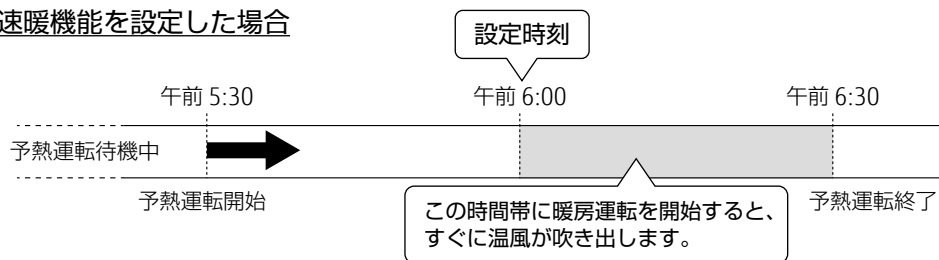 速暖機能を設定した場合
設定時刻
午前 5:30
午前 6:00
午前 6:30
予熱運転待機中
予熱運転開始
この時間帯に暖房運転を開始すると、
すぐに温風が吹き出します。
予熱運転終了